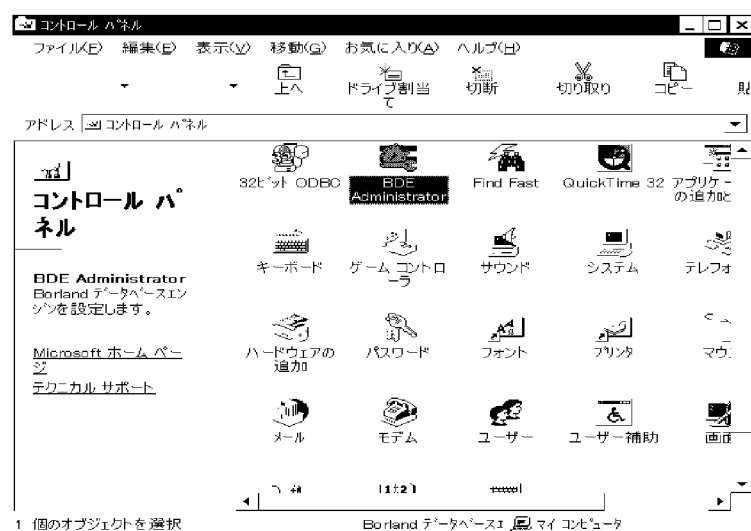 コントロール パネル
ファイル(F) 編集(E) 表示(V) 移動(G) お気に入り(A) ヘルプ(H)
上へ ドライブ割当て 切断 切り取り コピー 貼
アドレス コントロール パネル
コントロール パネル
BDE Administrator
Borland データベースエンジンを設定します。
Microsoft ホーム ページ
テクニカル サポート
32ビット ODBC
BDE Administrator
Find Fast
QuickTime 32
アプリケー
の追加と
キーボード
ゲーム コントローラ
サウンド
システム
テレフォ
ハードウェアの追加
パスワード
フォント
プリンタ
マウ
メール
モデム
ユーザー
ユーザー補助
画面
1 個のオブジェクトを選択
Borland データベースエ
マイ コンピュータ